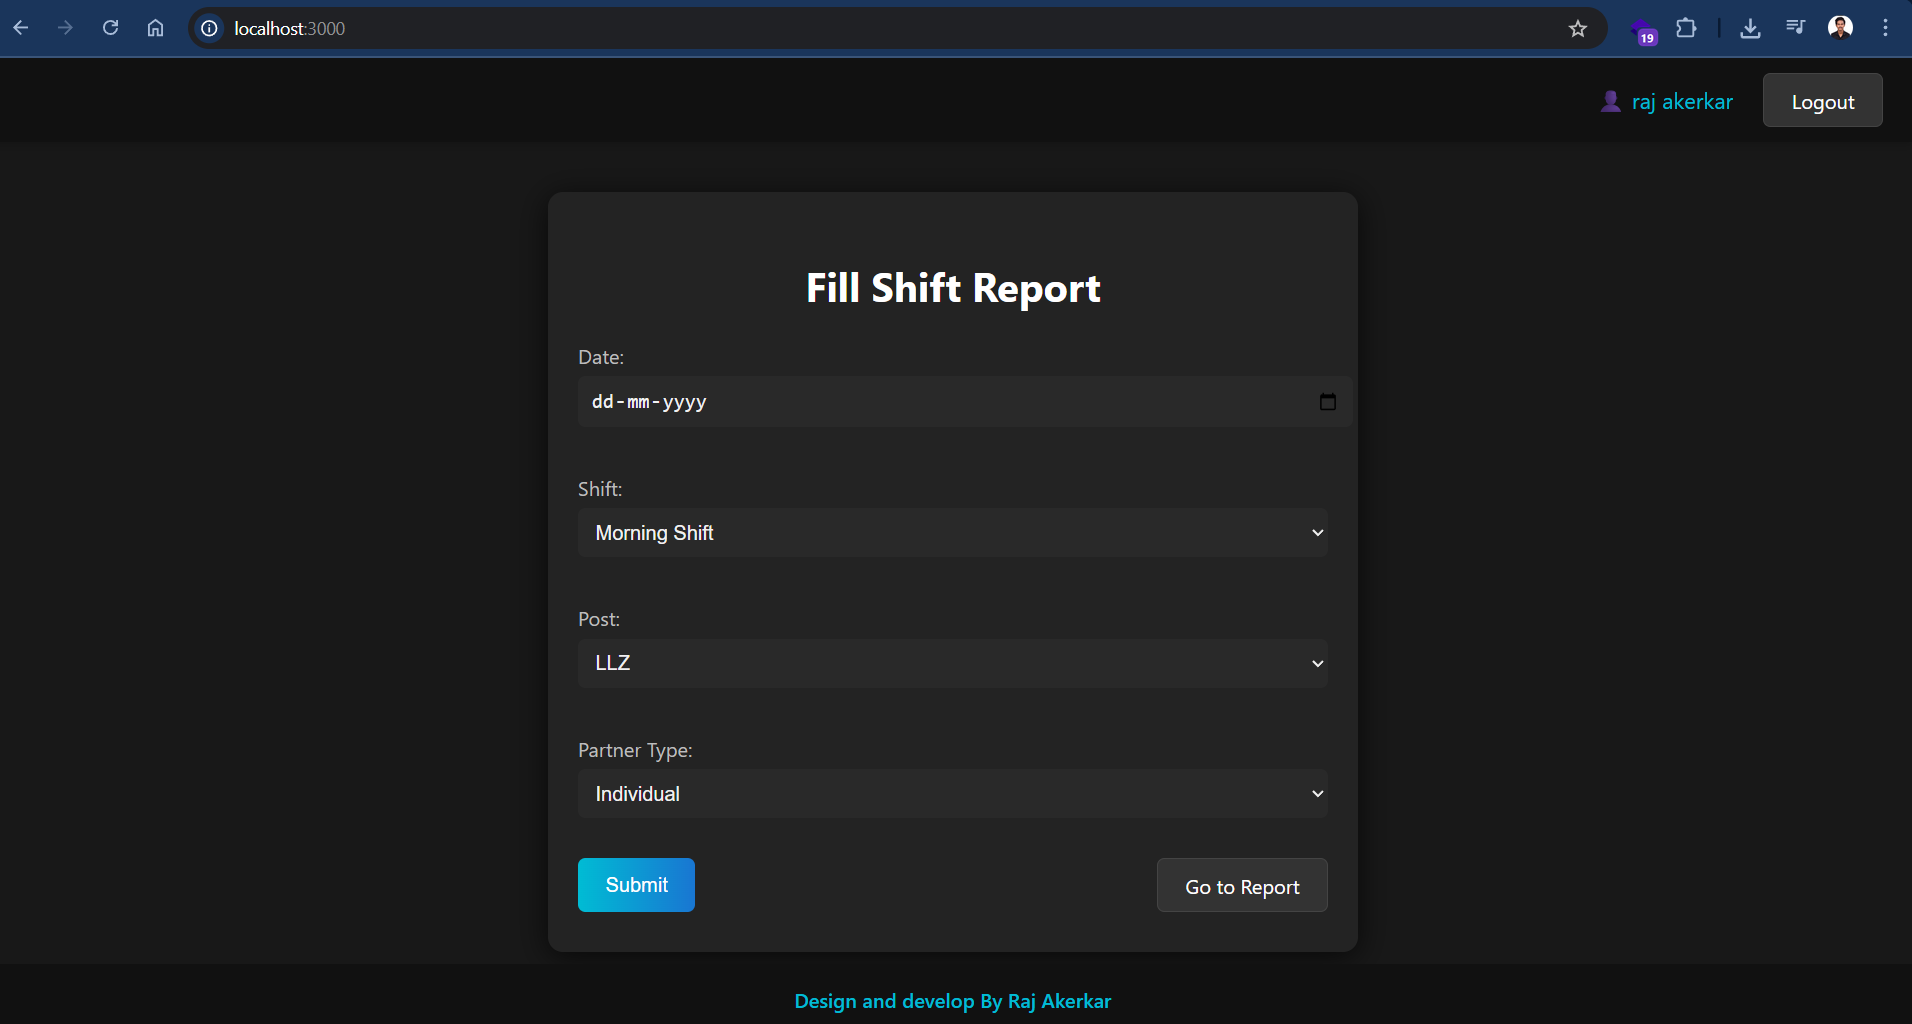 localhost:3000
19
raj akerkar
Logout
Fill Shift Report
Date:
dd-mm-yyyy
Shift:
Morning Shift
Post:
LLZ
Partner Type:
Individual
Submit
Go to Report
Design and develop By Raj Akerkar